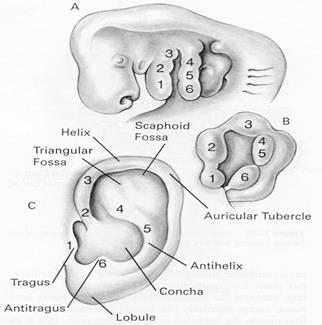 A
3
4
2
5
1
6
B
3
2
4
5
1
6
Helix
Scaphoid
Fossa
Triangular
Fossa
C
3
2
4
5
1
6
Auricular Tubercle
Antihelix
Tragus
Concha
Antitragus
Lobule